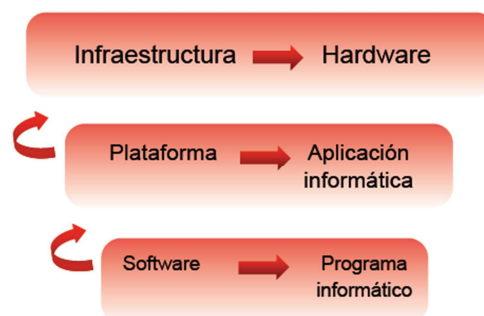 Infraestructura Hardware
Plataforma Aplicación
informática
Software Programa
informático